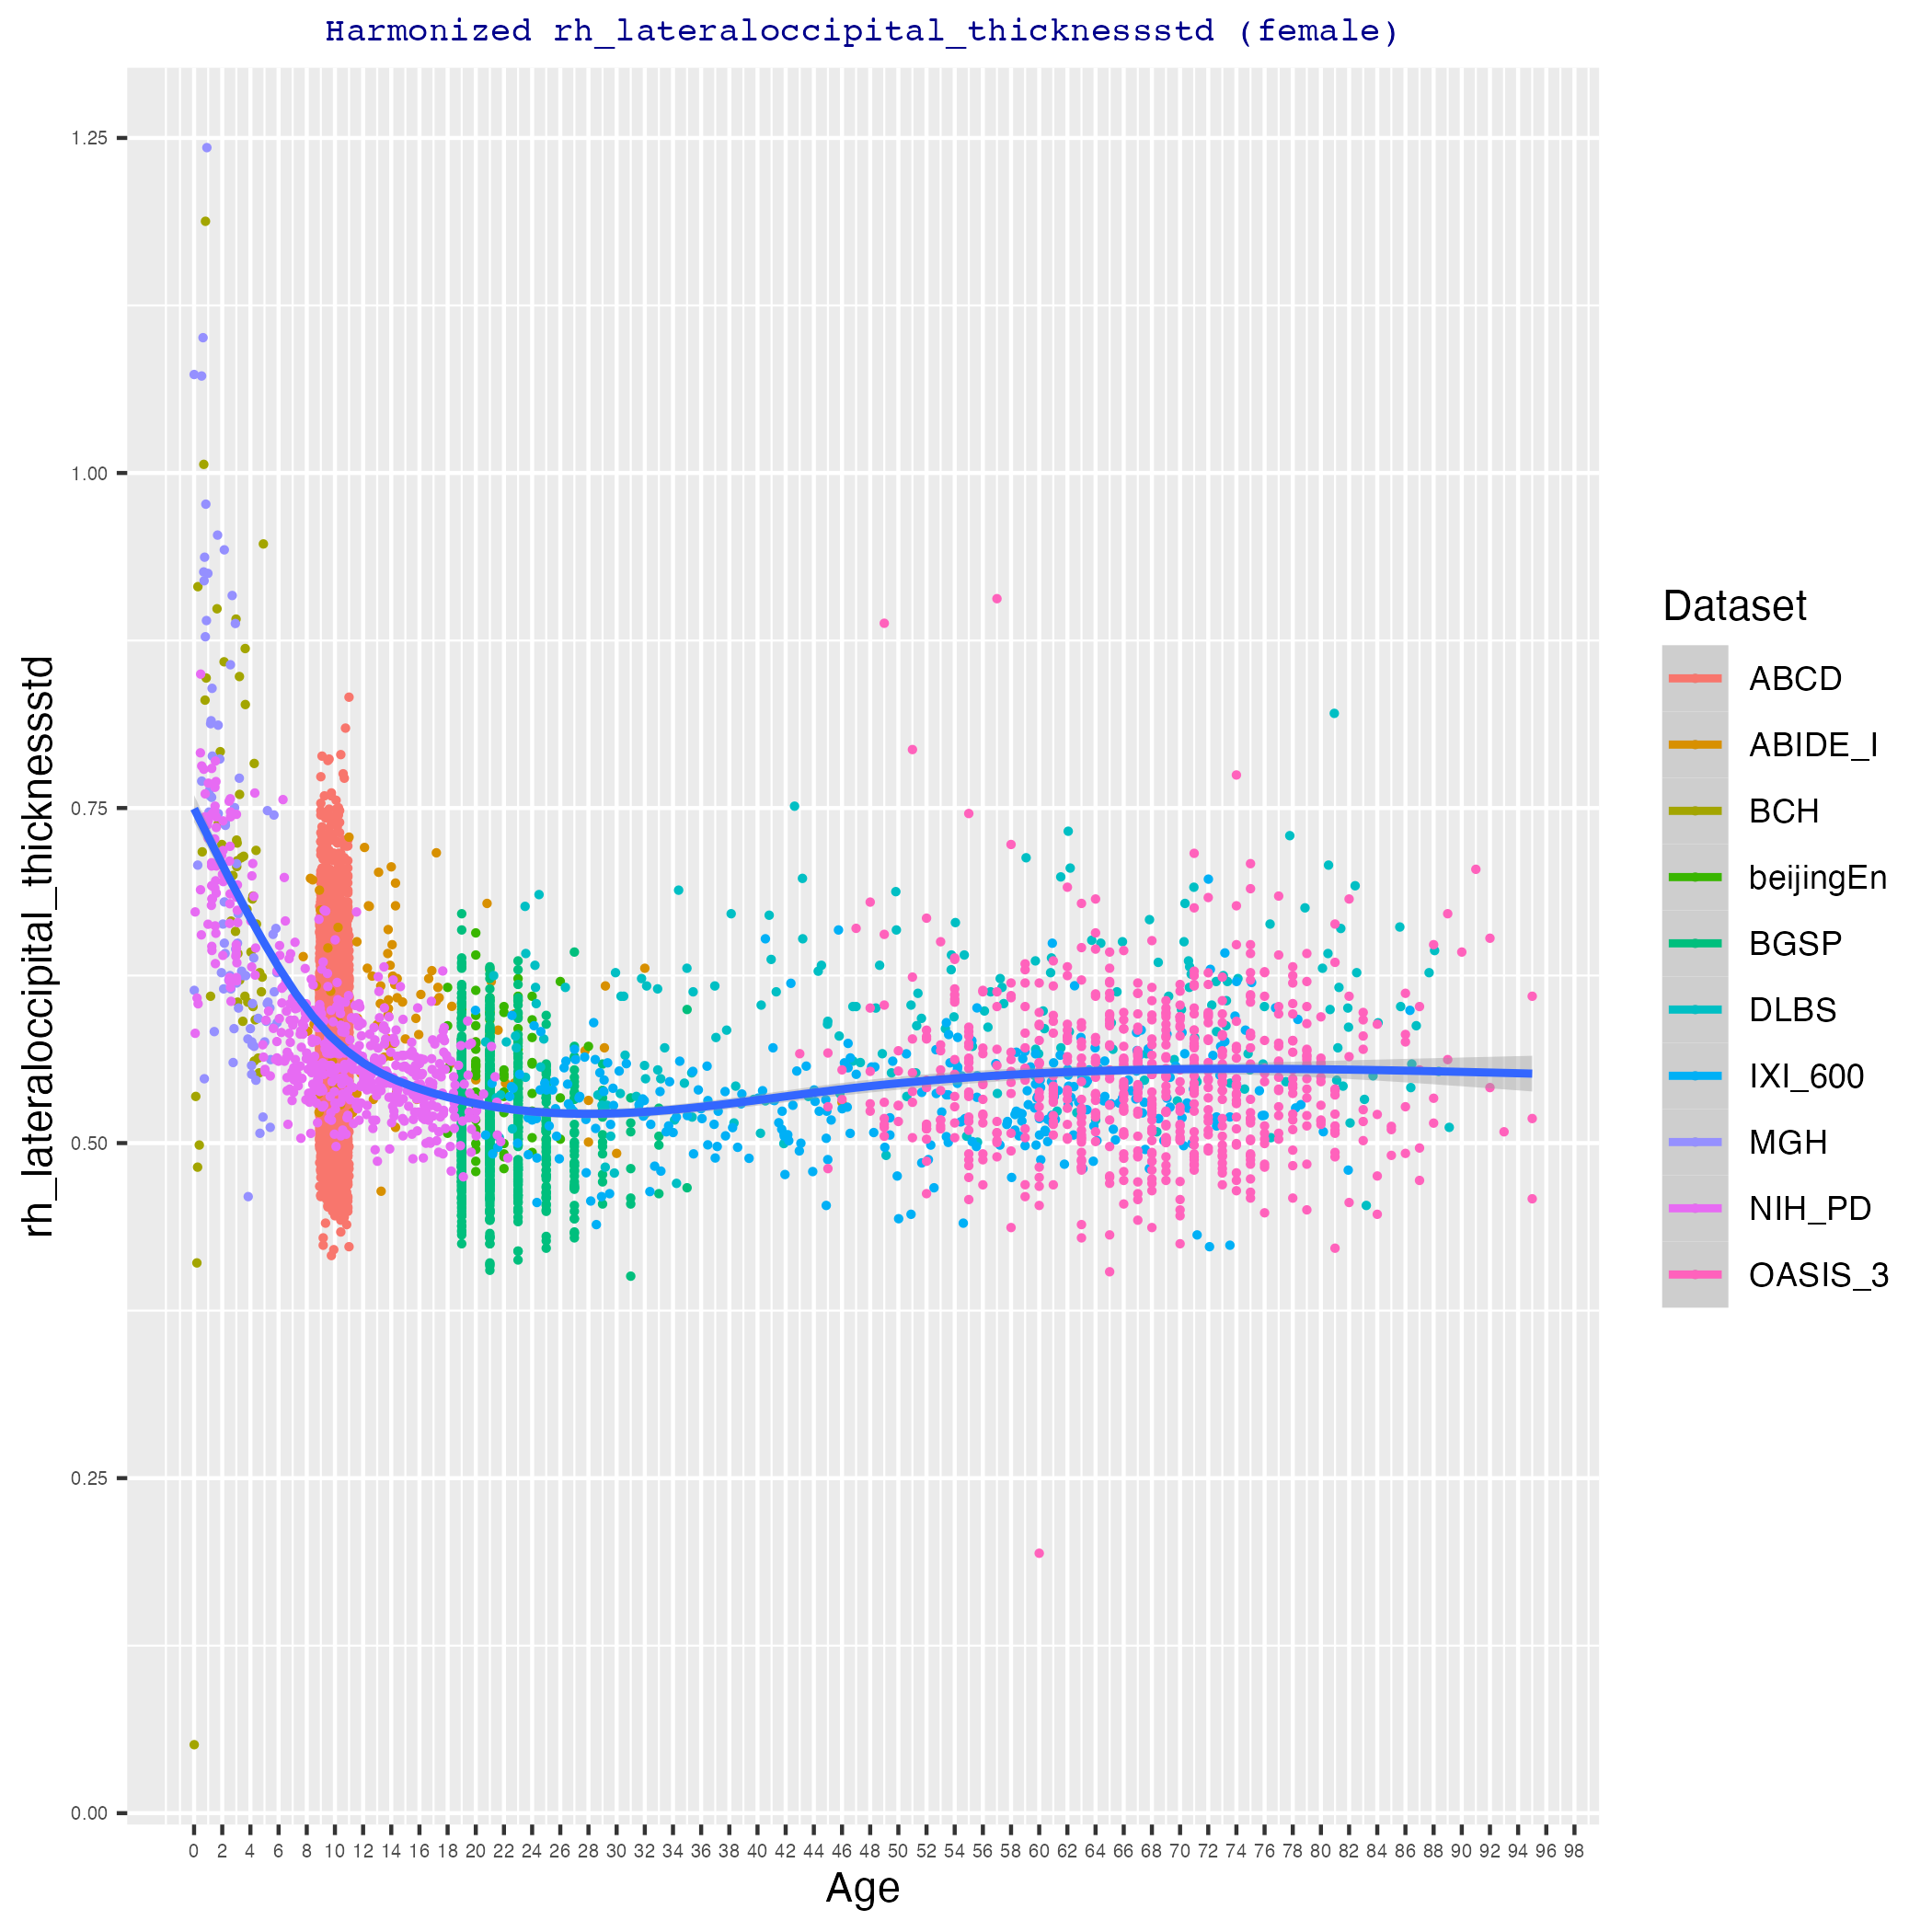 Harmonized rh_lateraloccipital_thicknessstd (female)
rh_lateraloccipital_thicknessstd
1.25
1.00
0.75
0.50
0.25
0.00
0 2 4 6 8 10 12 14 16 18 20 22 24 26 28 30 32 34 36 38 40 42 44 46 48 50 52 54 56 58 60 62 64 66 68 70 72 74 76 78 80 82 84 86 88 90 92 94 96 98
Age
Dataset
ABCD
ABIDE_I
BCH
beijingEn
BGSP
DLBS
IXI_600
MGH
NIH_PD
OASIS_3